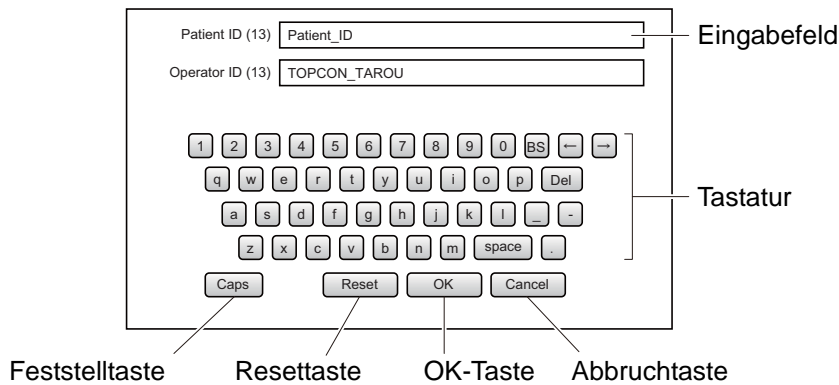 Patient ID (13) Patient_ID Eingabefeld
Operator ID (13) TOPCON_TAROU
1 2 3 4 5 6 7 8 9 0 BS ← →
q w e r t y u i o p Del
Tastatur
a s d f g h j k l _ -
z x c v b n m space .
Caps Reset OK Cancel
Feststelltaste Resettaste OK-Taste Abbruchtaste